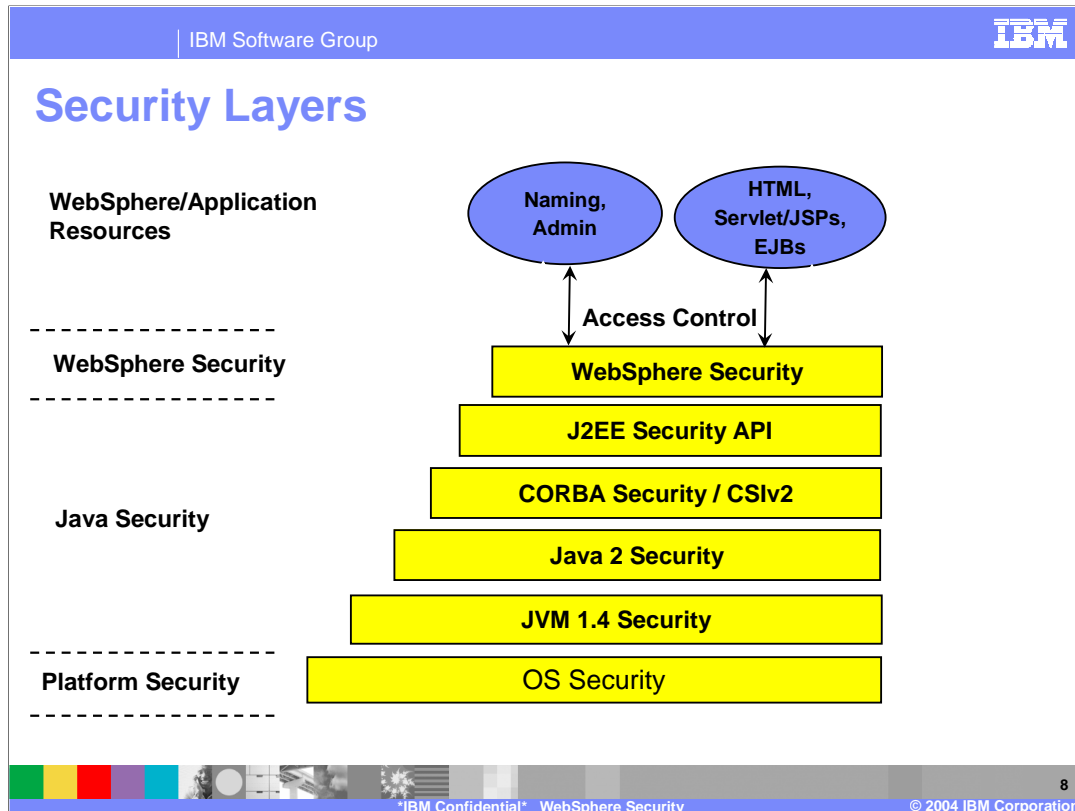 IBM Software Group
IBM
Security Layers
WebSphere/Application
Resources
Naming,
Admin
HTML,
Servlet/JSPs,
EJBs
Access Control
WebSphere Security
WebSphere Security
J2EE Security API
CORBA Security / CSIv2
Java Security
Java 2 Security
JVM 1.4 Security
Platform Security
OS Security
8
*IBM Confidential* WebSphere Security
© 2004 IBM Corporation